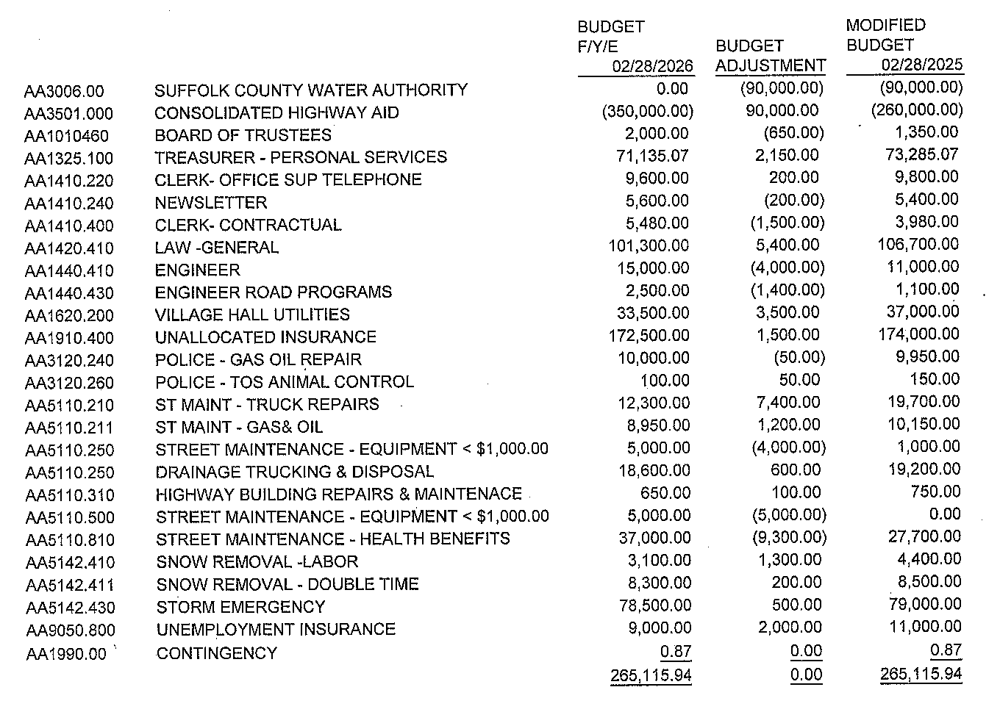 BUDGET MODIFIED
F/Y/E BUDGET BUDGET
02/28/2026 ADJUSTMENT 02/28/2025
AA3006.00 SUFFOLK COUNTY WATER AUTHORITY 0.00 (90,000.00) (90,000.00)
AA3501.000 CONSOLIDATED HIGHWAY AID (350,000.00) 90,000.00 (260,000.00)
AA1010460 BOARD OF TRUSTEES 2,000.00 (650.00) 1,350.00
AA1325.100 TREASURER - PERSONAL SERVICES 71,135.07 2,150.00 73,285.07
AA1410.220 CLERK- OFFICE SUP TELEPHONE 9,600.00 200.00 9,800.00
AA1410.240 NEWSLETTER 5,600.00 (200.00) 5,400.00
AA1410.400 CLERK- CONTRACTUAL 5,480.00 (1,500.00) 3,980.00
AA1420.410 LAW -GENERAL 101,300.00 5,400.00 106,700.00
AA1440.410 ENGINEER 15,000.00 (4,000.00) 11,000.00
AA1440.430 ENGINEER ROAD PROGRAMS 2,500.00 (1,400.00) 1,100.00
AA1620.200 VILLAGE HALL UTILITIES 33,500.00 3,500.00 37,000.00
AA1910.400 UNALLOCATED INSURANCE 172,500.00 1,500.00 174,000.00
AA3120.240 POLICE - GAS OIL REPAIR 10,000.00 (50.00) 9,950.00
AA3120.260 POLICE - TOS ANIMAL CONTROL 100.00 50.00 150.00
AA5110.210 ST MAINT - TRUCK REPAIRS 12,300.00 7,400.00 19,700.00
AA5110.211 ST MAINT - GAS& OIL 8,950.00 1,200.00 10,150.00
AA5110.250 STREET MAINTENANCE - EQUIPMENT < $1,000.00 5,000.00 (4,000.00) 1,000.00
AA5110.250 DRAINAGE TRUCKING & DISPOSAL 18,600.00 600.00 19,200.00
AA5110.310 HIGHWAY BUILDING REPAIRS & MAINTENACE 650.00 100.00 750.00
AA5110.500 STREET MAINTENANCE - EQUIPMENT < $1,000.00 5,000.00 (5,000.00) 0.00
AA5110.810 STREET MAINTENANCE - HEALTH BENEFITS 37,000.00 (9,300.00) 27,700.00
AA5142.410 SNOW REMOVAL -LABOR 3,100.00 1,300.00 4,400.00
AA5142.411 SNOW REMOVAL - DOUBLE TIME 8,300.00 200.00 8,500.00
AA5142.430 STORM EMERGENCY 78,500.00 500.00 79,000.00
AA9050.800 UNEMPLOYMENT INSURANCE 9,000.00 2,000.00 11,000.00
AA1990.00 CONTINGENCY 0.87 0.00 0.87
265,115.94 0.00 265,115.94